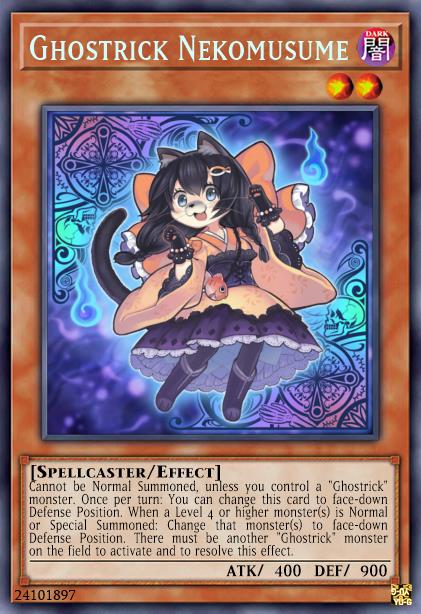 GHOSTRICK NEKOMUSUME
DARK
闇
[SPELLCASTER/EFFECT]
Cannot be Normal Summoned, unless you control a "Ghostrick"
monster. Once per turn: You can change this card to face-down
Defense Position. When a Level 4 or higher monster(s) is Normal
or Special Summoned: Change that monster(s) to face-down
Defense Position. There must be another "Ghostrick" monster
on the field to activate and to resolve this effect.
ATK/ 400 DEF/ 900
24101897